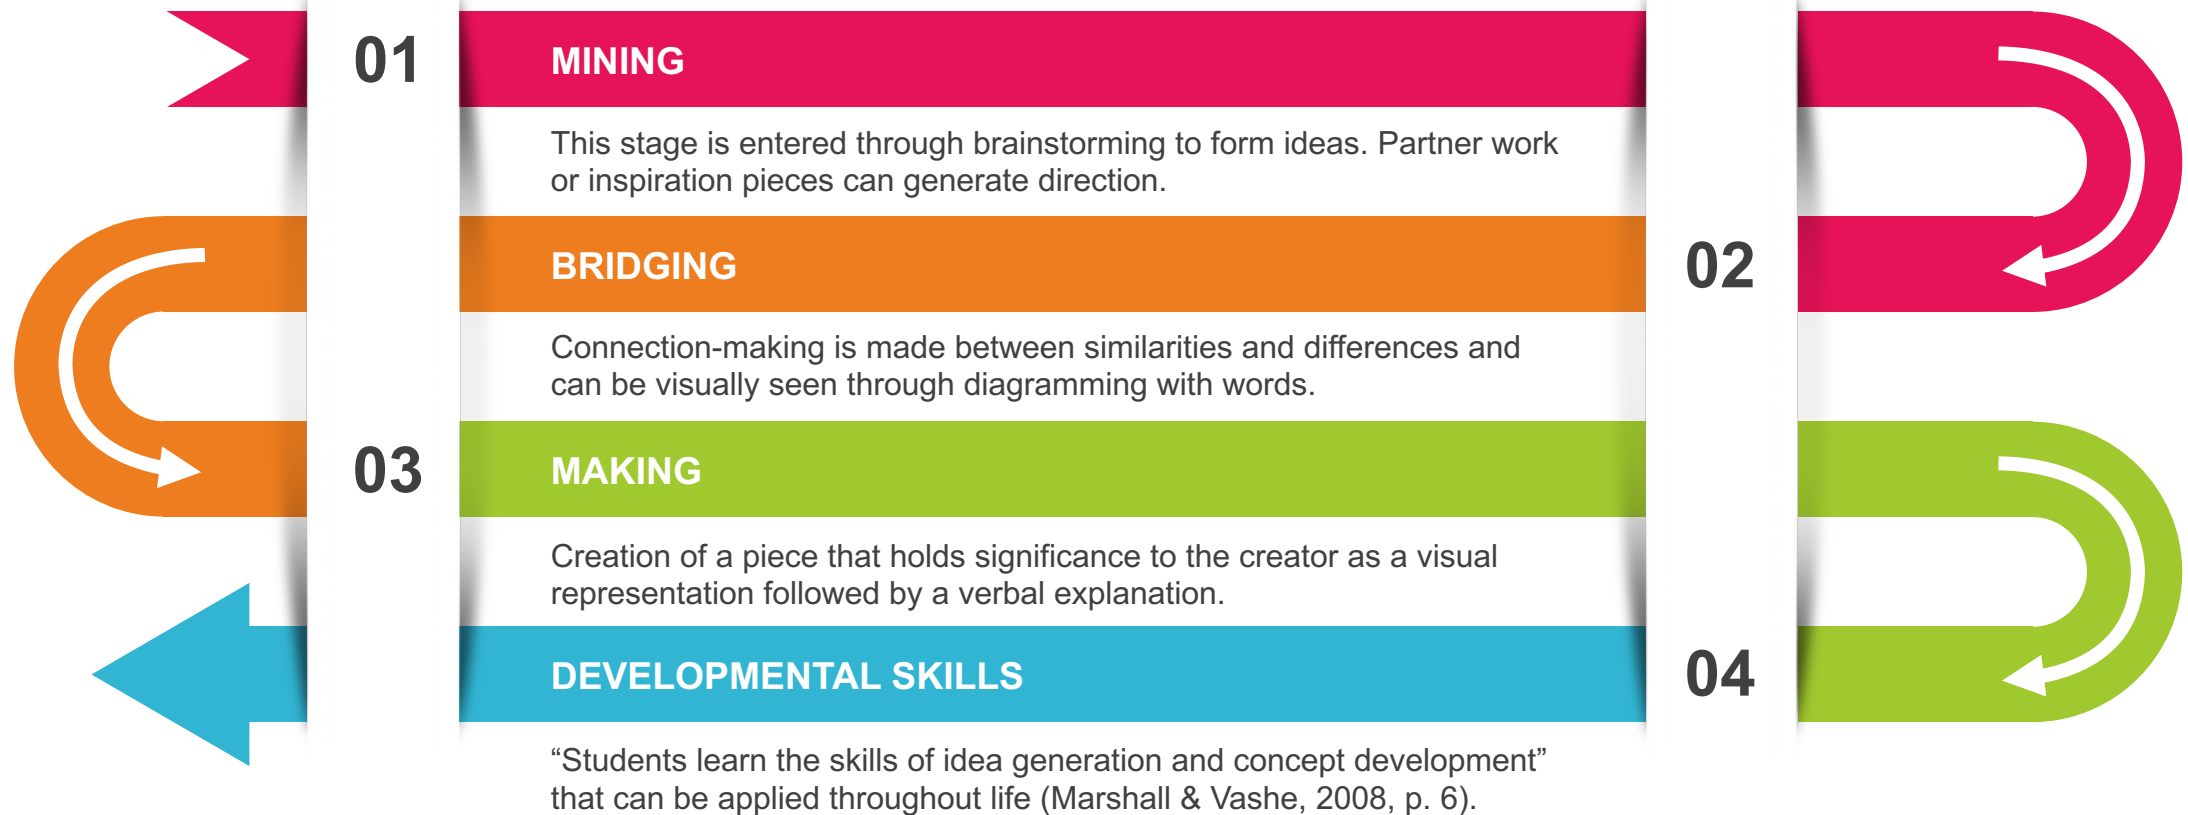 01
MINING
This stage is entered through brainstorming to form ideas. Partner work
or inspiration pieces can generate direction.
BRIDGING
02
Connection-making is made between similarities and differences and
can be visually seen through diagramming with words.
03
MAKING
Creation of a piece that holds significance to the creator as a visual
representation followed by a verbal explanation.
DEVELOPMENTAL SKILLS
04
“Students learn the skills of idea generation and concept development”
that can be applied throughout life (Marshall & Vashe, 2008, p. 6).